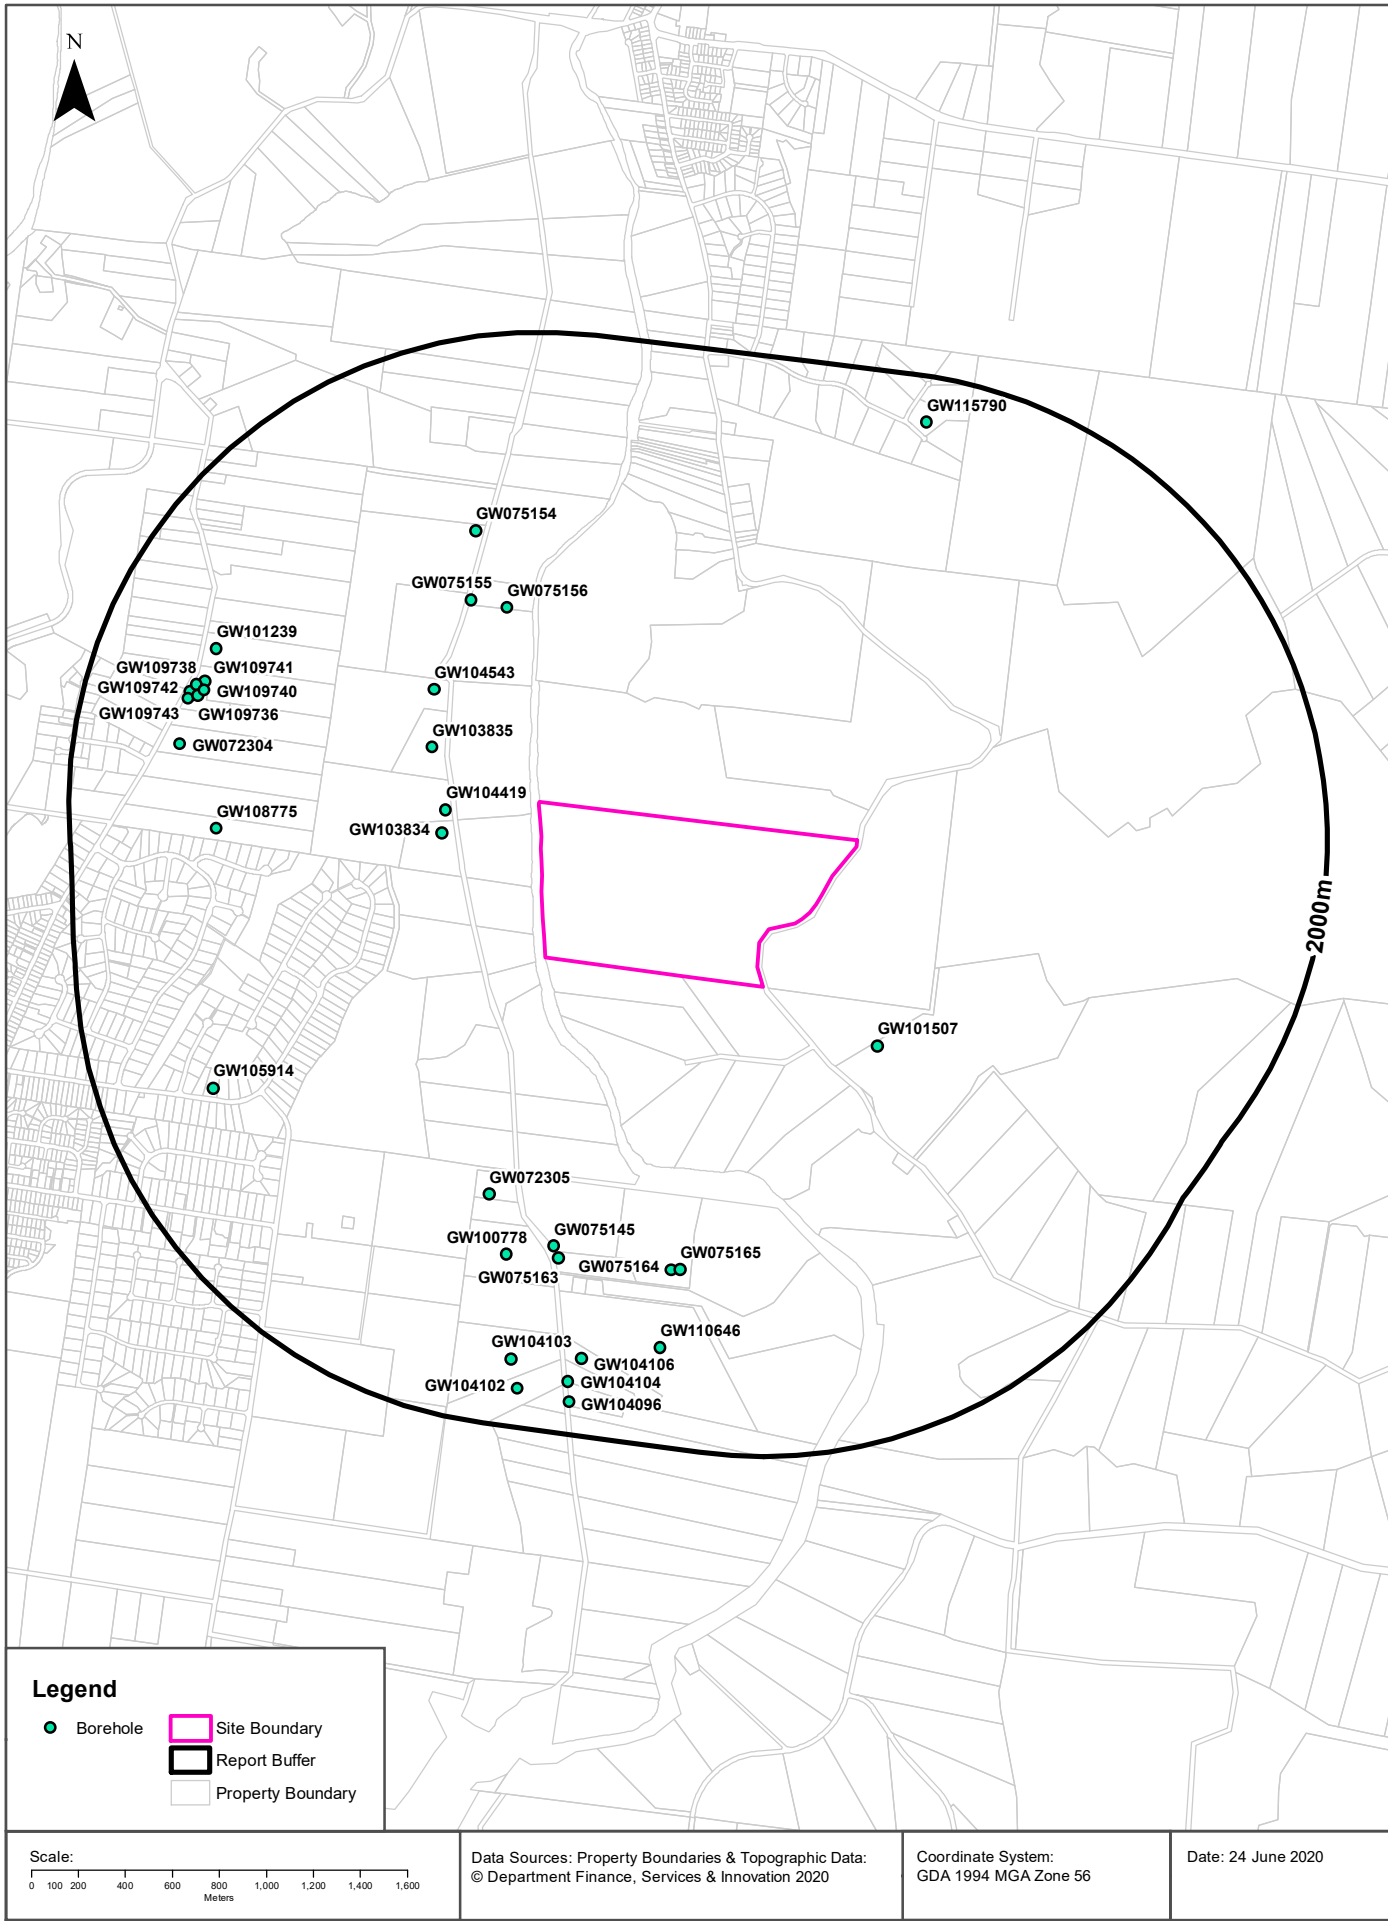 N
GW115790
GW075154
GW075155
GW075156
GW101239
GW109738
GW109741
GW104543
GW109742
GW109740
GW109743
GW109736
GW103835
GW072304
GW104419
GW108775
GW103834
2000m
GW101507
GW105914
GW072305
GW075145
GW100778
GW075165
GW075164
GW075163
GW110646
GW104103
GW104106
GW104102
GW104104
GW104096
Legend
Borehole
Site Boundary
Report Buffer
Property Boundary
Scale:
0 100 200 400 600 800 1,000 1,200 1,400 1,600
Meters
Data Sources: Property Boundaries & Topographic Data:
© Department Finance, Services & Innovation 2020
Coordinate System:
GDA 1994 MGA Zone 56
Date: 24 June 2020